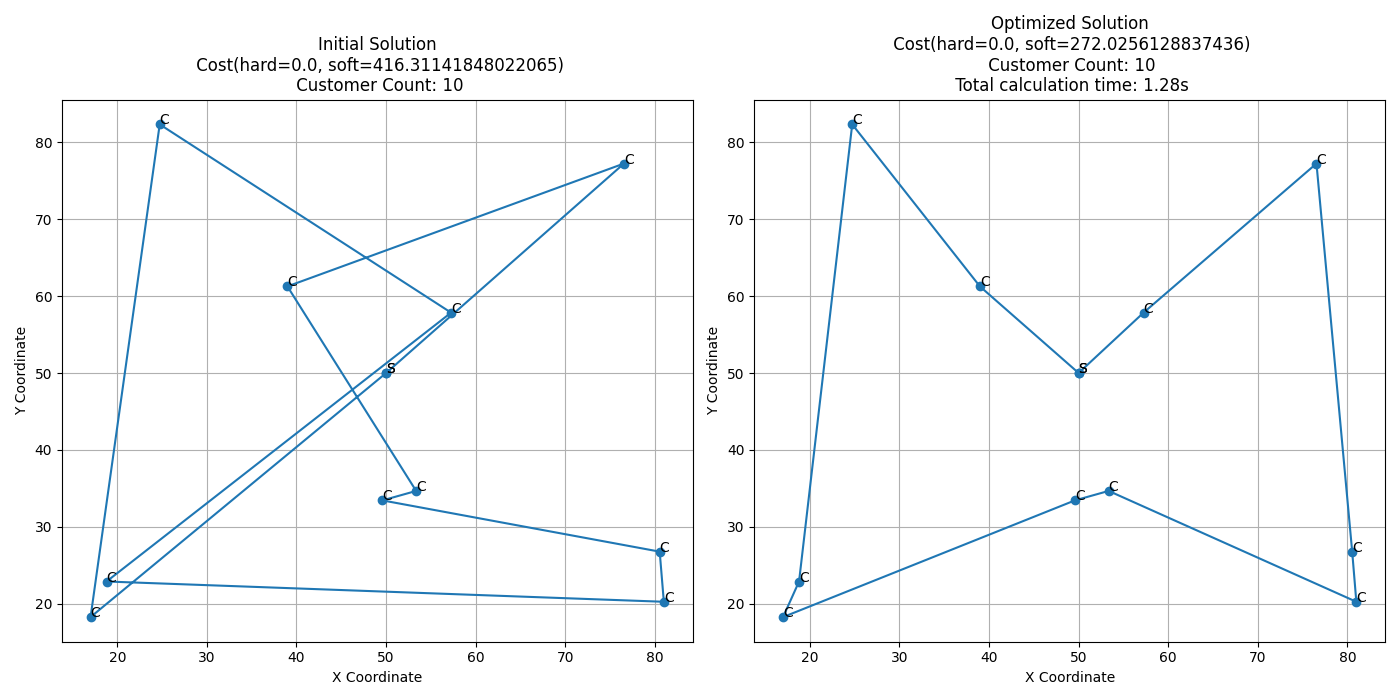 Initial Solution
Cost(hard=0.0, soft=416.31141848022065)
Customer Count: 10
C
C
C
C
S
C
C
C
C
C
C
80
70
60
50
40
30
20
Y Coordinate
20 30 40 50 60 70 80
X Coordinate
Optimized Solution
Cost(hard=0.0, soft=272.0256128837436)
Customer Count: 10
Total calculation time: 1.28s
C
C
C
C
S
C
C
C
C
C
C
80
70
60
50
40
30
20
Y Coordinate
20 30 40 50 60 70 80
X Coordinate